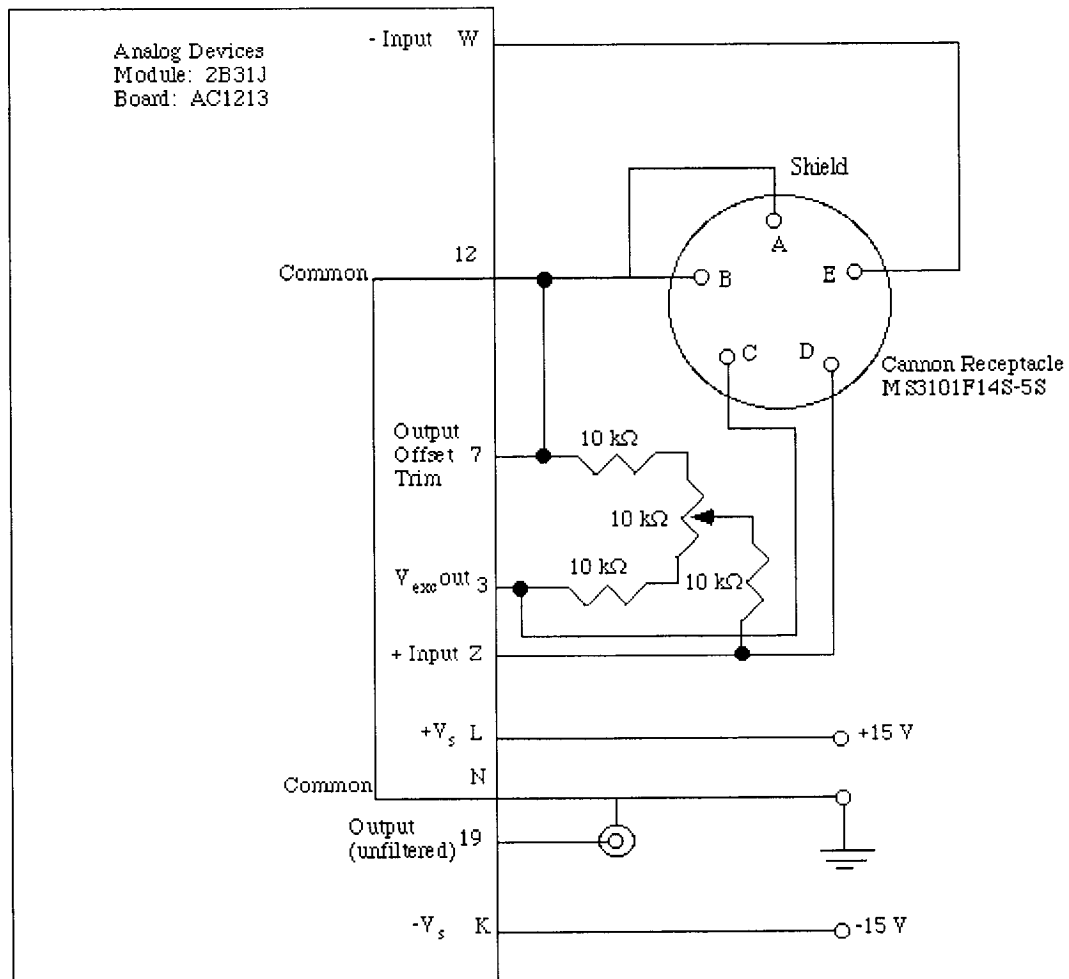 Analog Devices
Module: 2B31J
Board: AC1213
- Input W
Shield
A
12
Common
B
E
C
D
Cannon Receptacle
MS3101F14S-5S
Output
Offset 7
Trim
10 kΩ
10 kΩ
10 kΩ
10 kΩ
Vexc out 3
+ Input Z
+Vs L
+15 V
N
Common
Output
(unfiltered) 19
-Vs K
-15 V